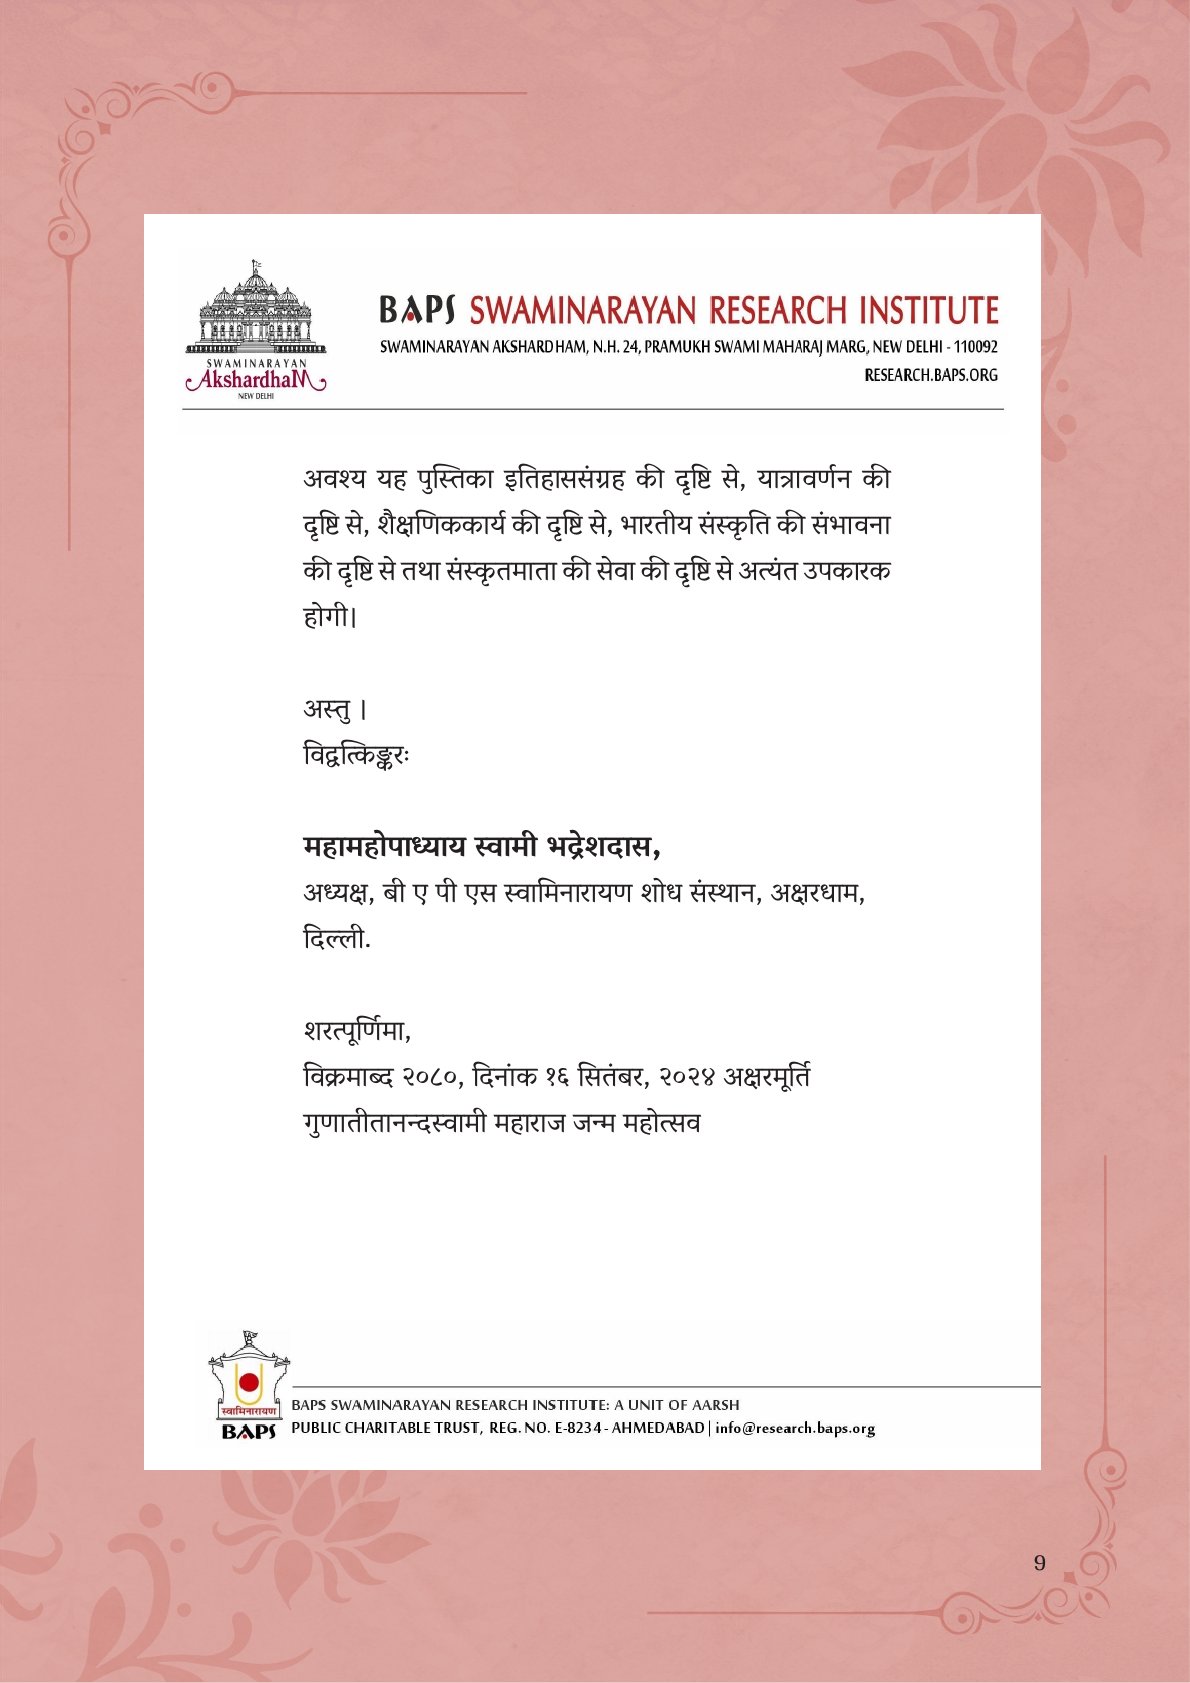 SWAMINARAYAN
AkshardhaM
NEW DELHI
BAPS SWAMINARAYAN RESEARCH INSTITUTE
SWAMINARAYAN AKSHARDHAM, N.H. 24, PRAMUKH SWAMI MAHARAJ MARG, NEW DELHI - 110092
RESEARCH.BAPS.ORG
अवश्य यह पुस्तिका इतिहाससंग्रह की दृष्टि से, यात्रावर्णन की
दृष्टि से, शैक्षणिककार्य की दृष्टि से, भारतीय संस्कृति की संभावना
की दृष्टि से तथा संस्कृतमाता की सेवा की दृष्टि से अत्यंत उपकारक
होगी।
अस्तु ।
विद्वत्किङ्करः
महामहोपाध्याय स्वामी भद्रेशदास,
अध्यक्ष, बी ए पी एस स्वामिनारायण शोध संस्थान, अक्षरधाम,
दिल्ली.
शरत्पूर्णिमा,
विक्रमाब्द २०८०, दिनांक १६ सितंबर, २०२४ अक्षरमूर्ति
गुणातीतानन्दस्वामी महाराज जन्म महोत्सव
स्वामिनारायण
BAPS
BAPS SWAMINARAYAN RESEARCH INSTITUTE: A UNIT OF AARSH
PUBLIC CHARITABLE TRUST, REG. NO. E-8234 - AHMEDABAD | info@research.baps.org
9